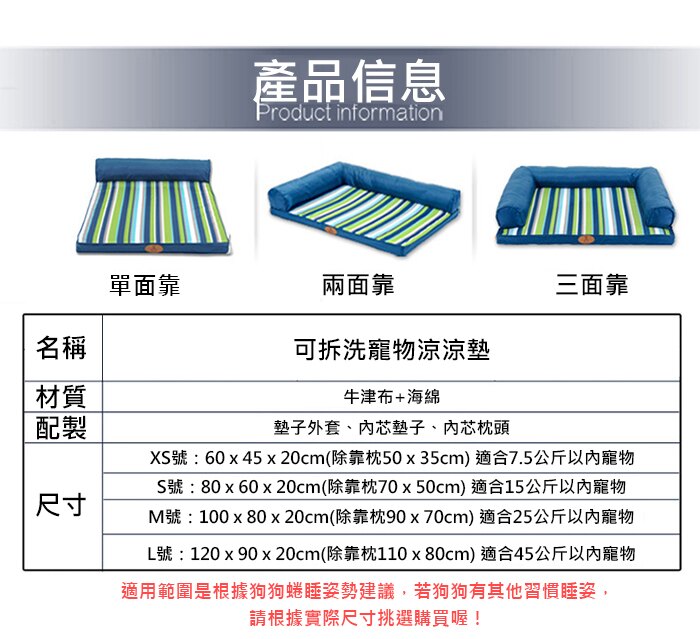 產品信息
Product information
單面靠
兩面靠
三面靠
名稱
可拆洗寵物涼涼墊
材質
牛津布+海綿
配製
墊子外套、內芯墊子、內芯枕頭
尺寸
XS號：60 x 45 x 20cm(除靠枕50 x 35cm) 適合7.5公斤以內寵物
S號：80 x 60 x 20cm(除靠枕70 x 50cm) 適合15公斤以內寵物
M號：100 x 80 x 20cm(除靠枕90 x 70cm) 適合25公斤以內寵物
L號：120 x 90 x 20cm(除靠枕110 x 80cm) 適合45公斤以內寵物
適用範圍是根據狗狗蜷睡姿勢建議，若狗狗有其他習慣睡姿，
請根據實際尺寸挑選購買喔！